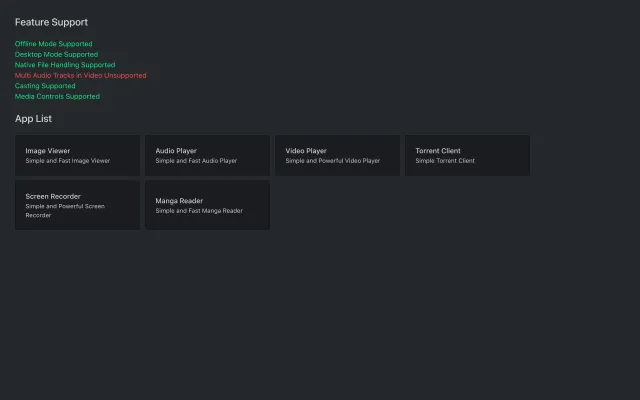 Feature Support
Offline Mode Supported
Desktop Mode Supported
Native File Handling Supported
Multi Audio Tracks in Video Unsupported
Casting Supported
Media Controls Supported
App List
Image Viewer
Simple and Fast Image Viewer
Audio Player
Simple and Fast Audio Player
Video Player
Simple and Powerful Video Player
Torrent Client
Simple Torrent Client
Screen Recorder
Simple and Powerful Screen
Recorder
Manga Reader
Simple and Fast Manga Reader